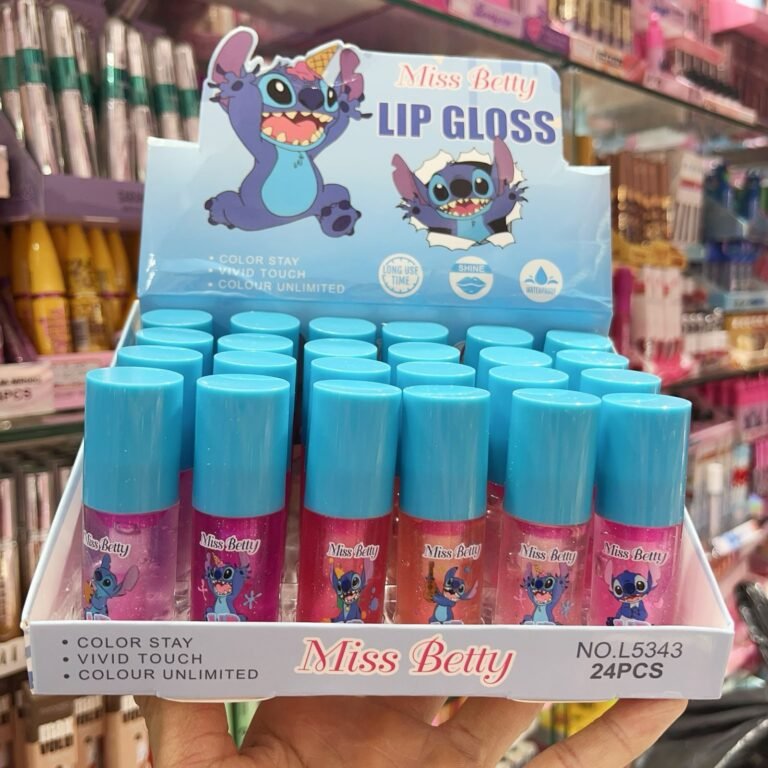 Miss Betty
LIP GLOSS
• COLOR STAY
• VIVID TOUCH
• COLOUR UNLIMITED
LONG USE
TIME
SHINE
WATERPROOF
Miss Betty
Miss Betty
Miss Betty
Miss Betty
Miss Betty
Miss Betty
• COLOR STAY
• VIVID TOUCH
• COLOUR UNLIMITED
Miss Betty
NO.L5343
24PCS